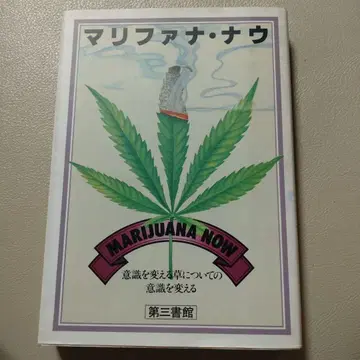 マリファナ・ナウ
MARIJUANA NOW
意識を変える草についての
意識を変える
第三書館